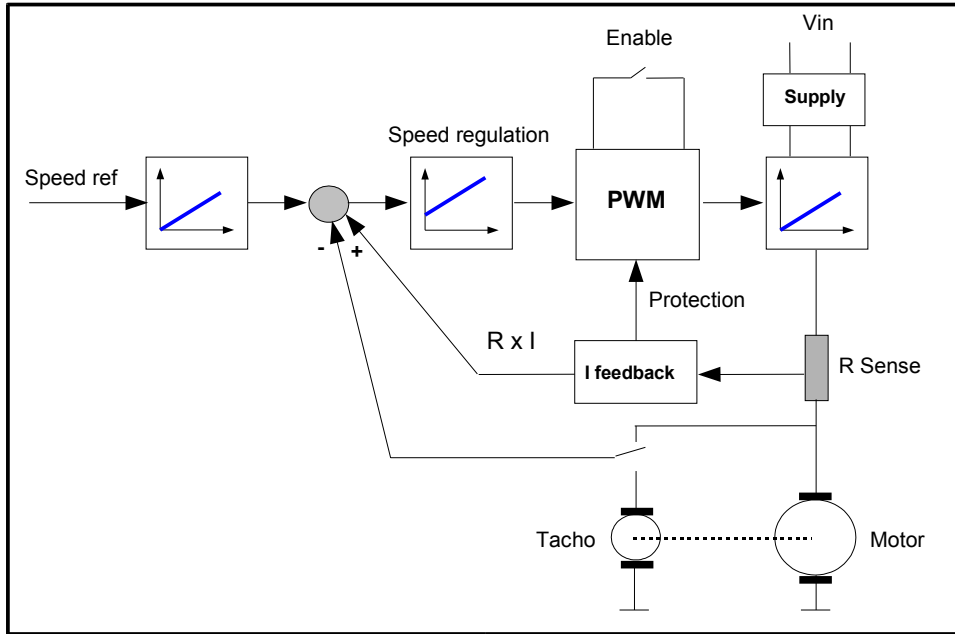 Vin
Enable
Supply
Speed regulation
Speed ref
PWM
-
+
Protection
R x I
I feedback
R Sense
Tacho
Motor